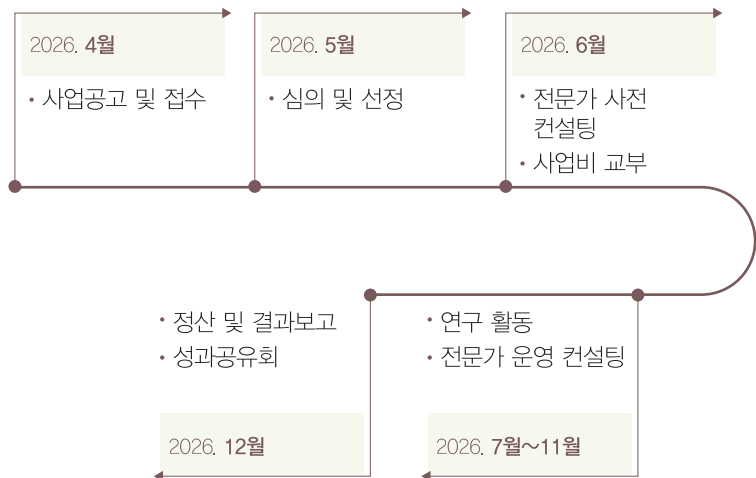 2026. 4월
• 사업공고 및 접수
2026. 5월
• 심의 및 선정
2026. 6월
• 전문가 사전
컨설팅
• 사업비 교부
• 연구 활동
• 전문가 운영 컨설팅
2026. 7월~11월
• 정산 및 결과보고
• 성과공유회
2026. 12월